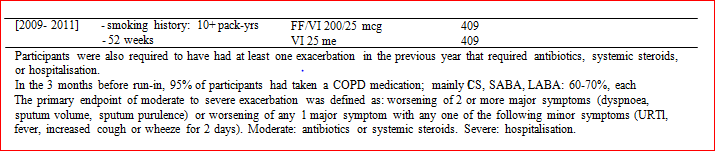 [2009- 2011] - smoking history: 10+ pack-yrs FF/VI 200/25 mcg 409
- 52 weeks VI 25 mc 409
Participants were also required to have had at least one exacerbation in the previous year that required antibiotics, systemic steroids,
or hospitalisation.
In the 3 months before run-in, 95% of participants had taken a COPD medication; mainly CS, SABA, LABA: 60-70%, each
The primary endpoint of moderate to severe exacerbation was defined as: worsening of 2 or more major symptoms (dyspnoea,
sputum volume, sputum purulence) or worsening of any 1 major symptom with any one of the following minor symptoms (URTI,
fever, increased cough or wheeze for 2 days). Moderate: antibiotics or systemic steroids. Severe: hospitalisation.